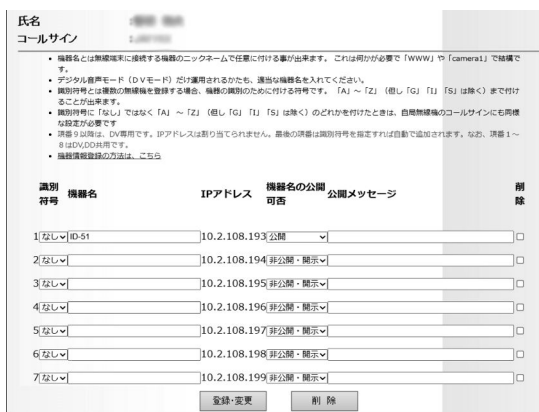 氏名
コールサイン
• 機器名とは無線端末に接続する機器のニックネームで任意に付ける事が出来ます。 これは何かが必要で「WWW」や「camera1」で結構で
す。
• デジタル音声モード(DVモード)だけ運用されるかたも、適当な機器名を入れてください。
• 識別符号とは複数の無線機を登録する場合、機器の識別のために付ける符号です。 「A」~「Z」(但し「G」「I」「S」は除く)まで付け
ることが出来ます。
• 識別符号に「なし」ではなく「A」~「Z」(但し「G」「I」「S」は除く)のどれかを付けたときは、自局無線機のコールサインにも同様
な設定が必要です
• 項番9以降は、DV専用です。IPアドレスは割り当てられません。最後の項番は識別符号を指定すれば自動で追加されます。なお、項番1~
8はDV,DD共用です。
• 機器情報登録の方法は、こちら
識別符号 機器名 IPアドレス 機器名の公開可否 公開メッセージ 削除
1 なし ID-51 10.2.108.193 公開
2 なし 10.2.108.194 非公開・開示
3 なし 10.2.108.195 非公開・開示
4 なし 10.2.108.196 非公開・開示
5 なし 10.2.108.197 非公開・開示
6 なし 10.2.108.198 非公開・開示
7 なし 10.2.108.199 非公開・開示
登録・変更 削 除